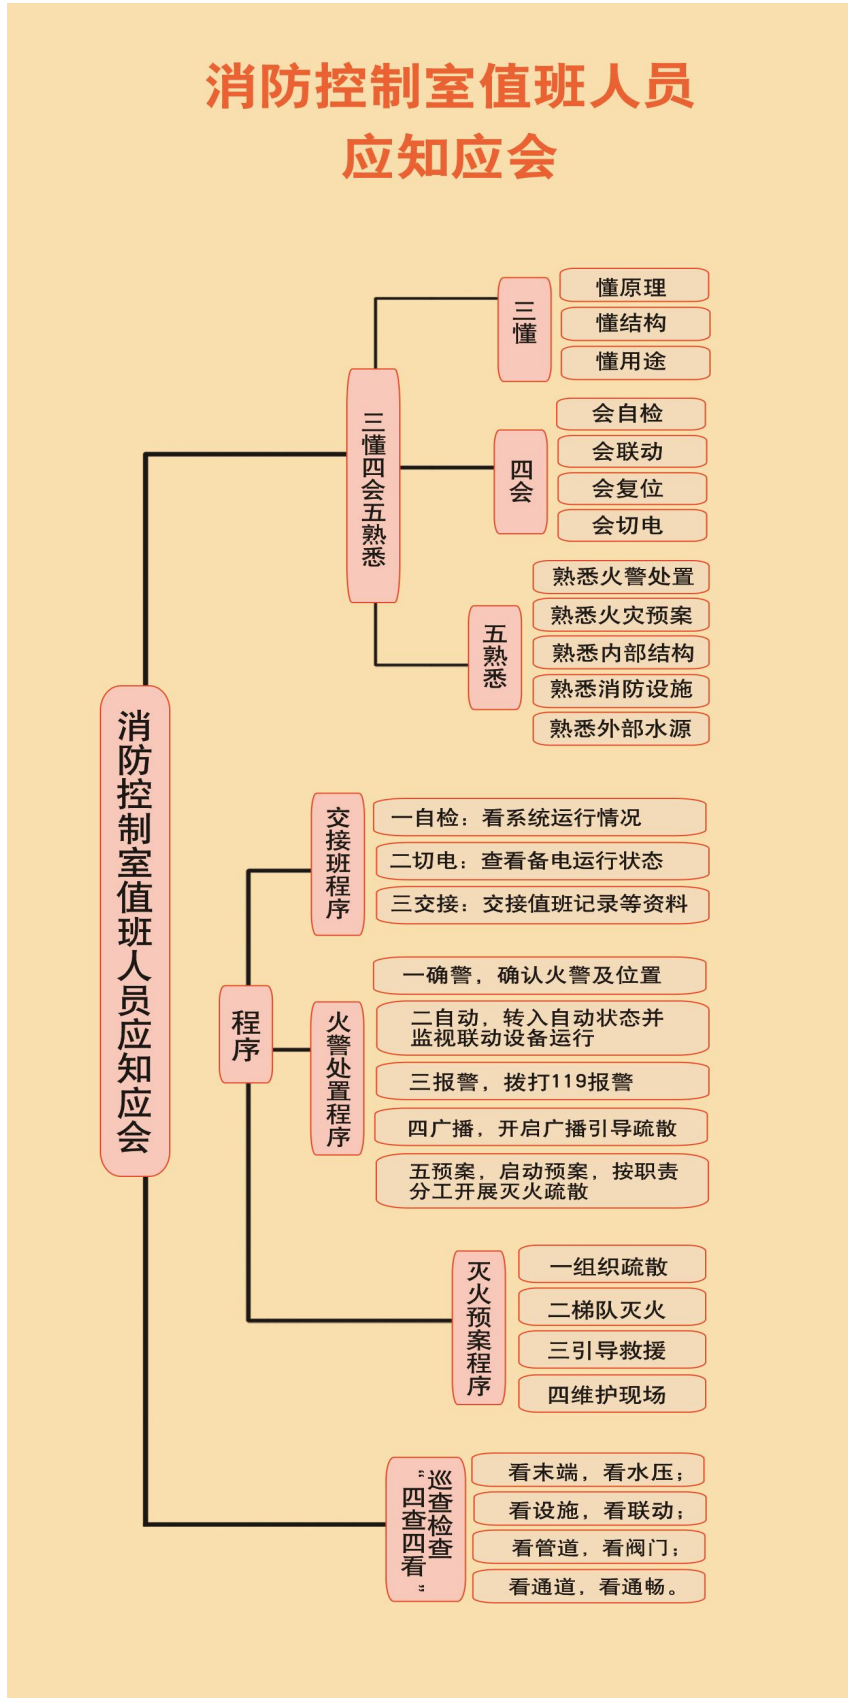 消防控制室值班人员
应知应会
消防控制室值班人员应知应会
三懂四会五熟悉
三懂
懂原理
懂结构
懂用途
四会
会自检
会联动
会复位
会切电
五熟悉
熟悉火警处置
熟悉火灾预案
熟悉内部结构
熟悉消防设施
熟悉外部水源
程序
交接班程序
一自检：看系统运行情况
二切电：查看备电运行状态
三交接：交接值班记录等资料
火警处置程序
一确警，确认火警及位置
二自动，转入自动状态并
监视联动设备运行
三报警，拨打119报警
四广播，开启广播引导疏散
五预案，启动预案，按职责
分工开展灭火疏散
灭火预案程序
一组织疏散
二梯队灭火
三引导救援
四维护现场
巡查检查
“四查四看”
看末端，看水压；
看设施，看联动；
看管道，看阀门；
看通道，看通畅。